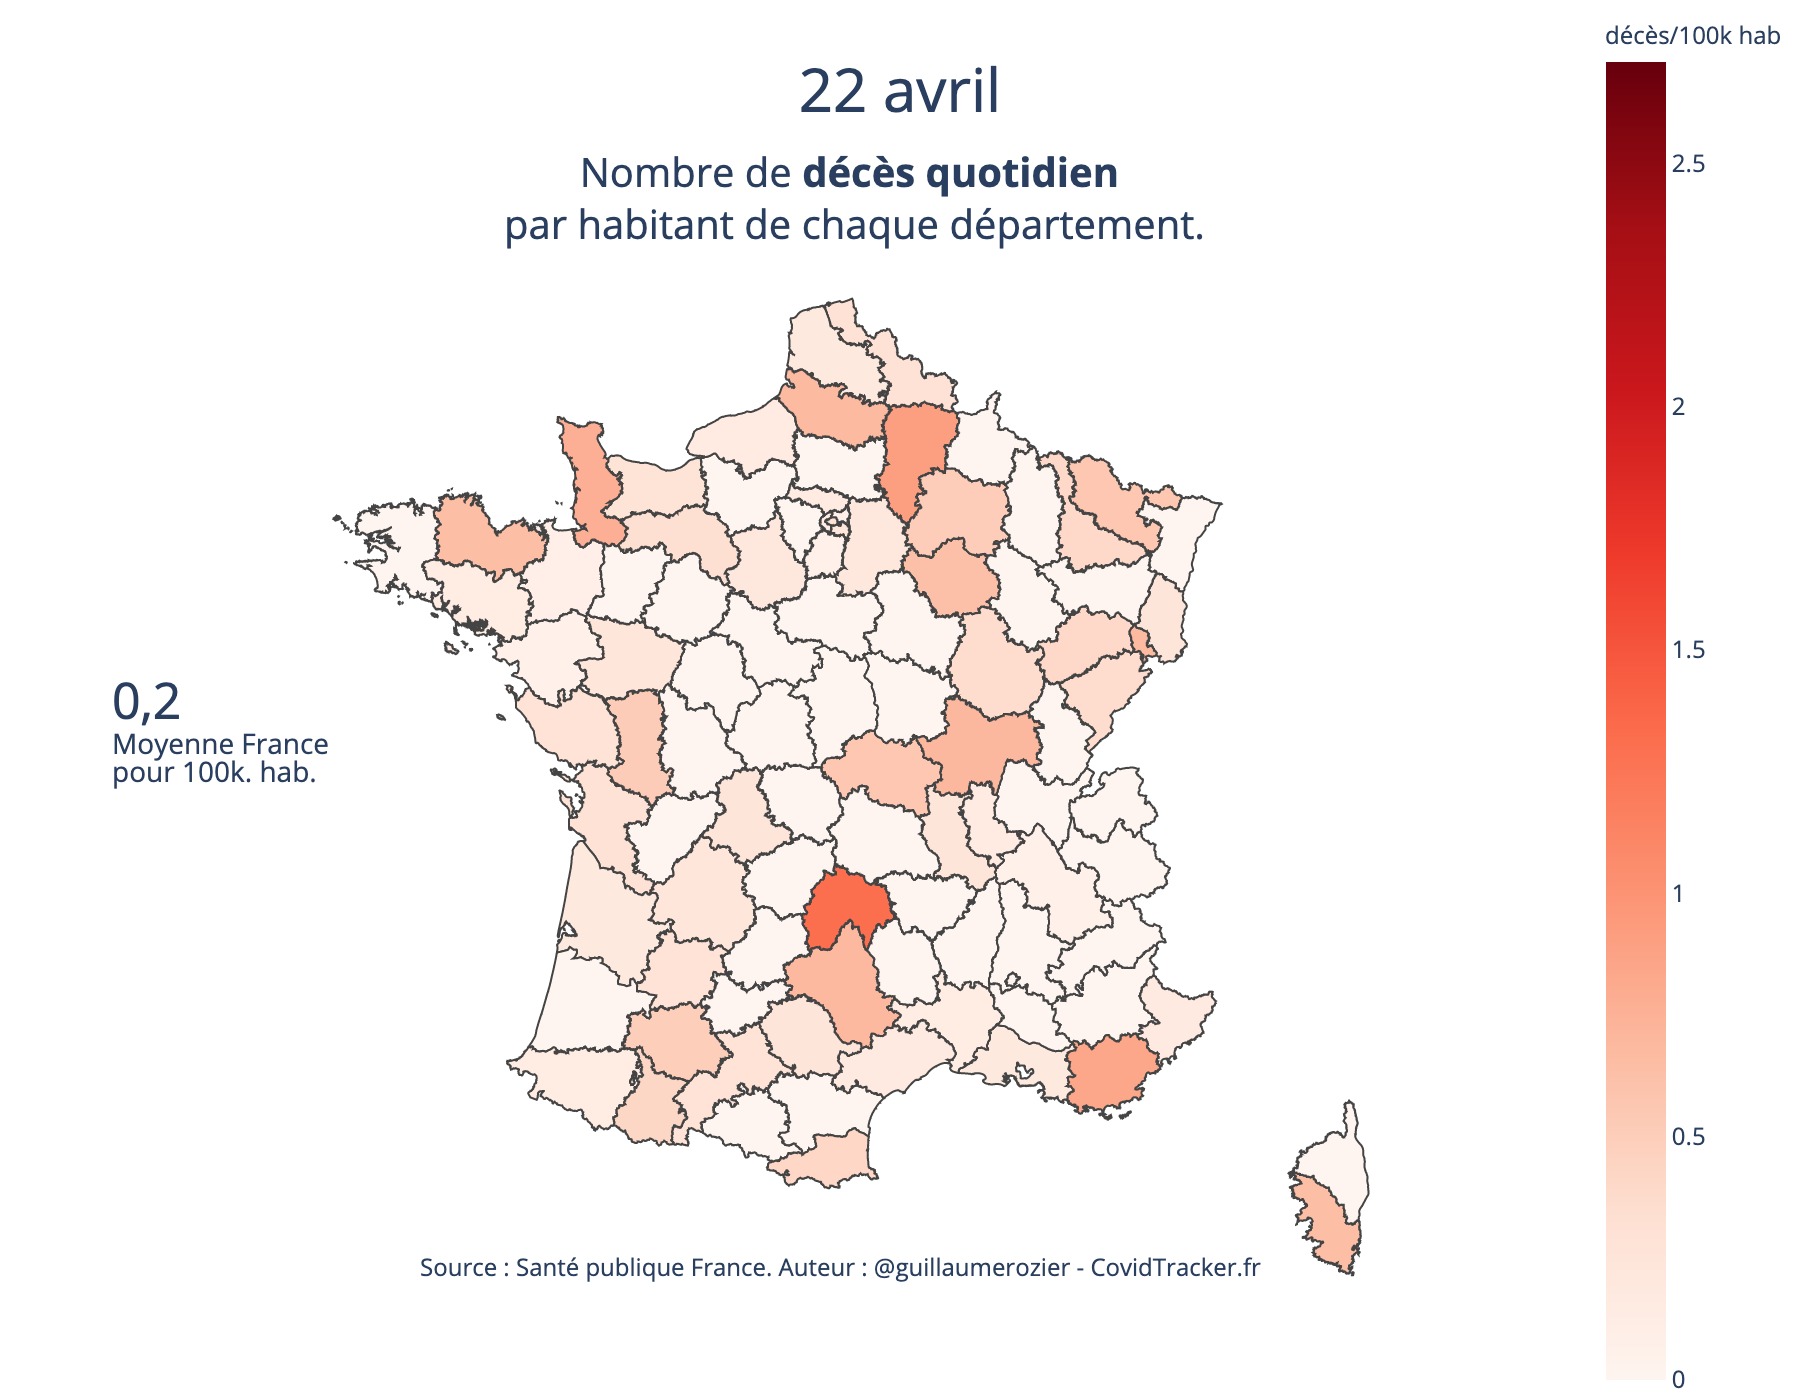 décès/100k hab
22 avril
Nombre de décès quotidien
par habitant de chaque département.
2.5
2
1.5
1
0.5
0
0,2
Moyenne France
pour 100k. hab.
Source : Santé publique France. Auteur : @guillaumerozier - CovidTracker.fr